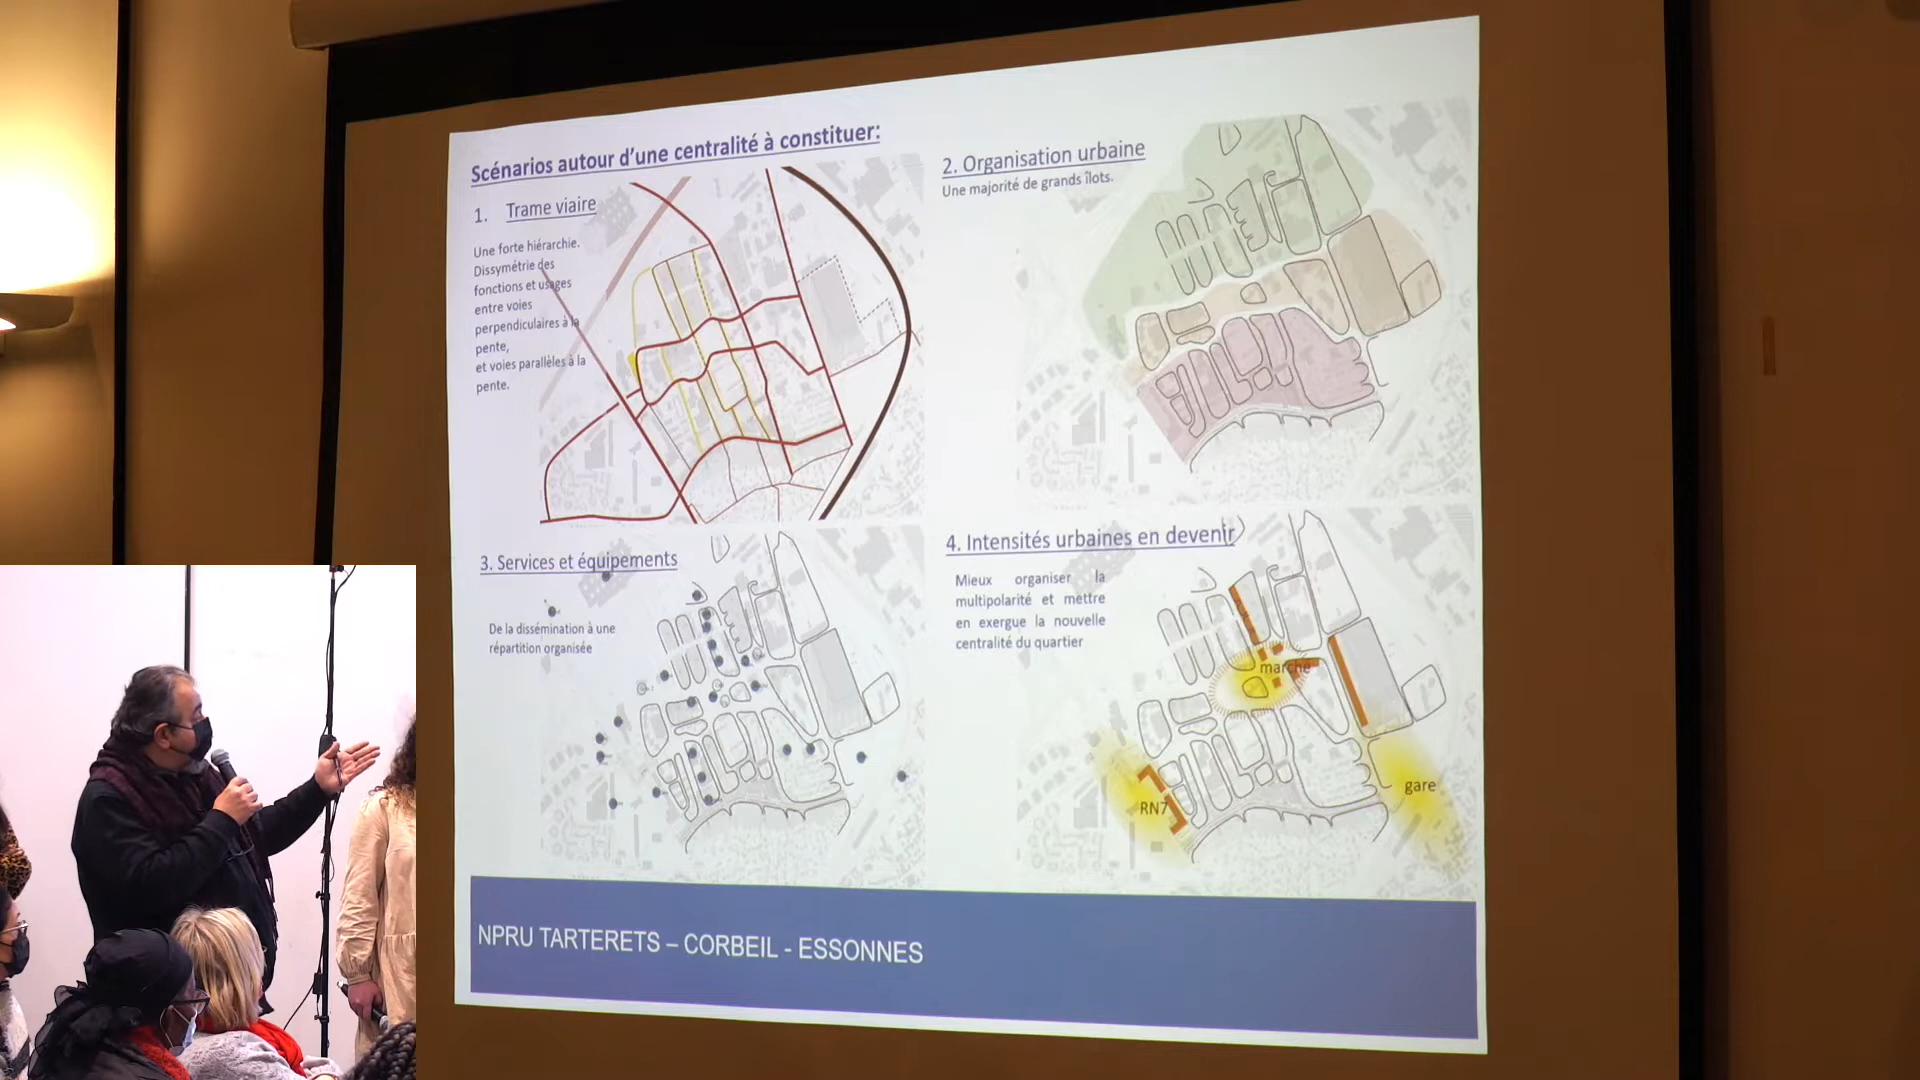 Scénarios autour d'une centralité à constituer:
1. Trame viaire
Une forte hiérarchie.
Dissymétrie des
fonctions et usages
entre voies
perpendiculaires à la
pente,
et voies parallèles à la
pente.
2. Organisation urbaine
Une majorité de grands îlots.
3. Services et équipements
De la dissémination à une
répartition organisée
4. Intensités urbaines en devenir
Mieux organiser la
multipolarité et mettre
en exergue la nouvelle
centralité du quartier
marché
gare
RN7
NPRU TARTERETS – CORBEIL - ESSONNES